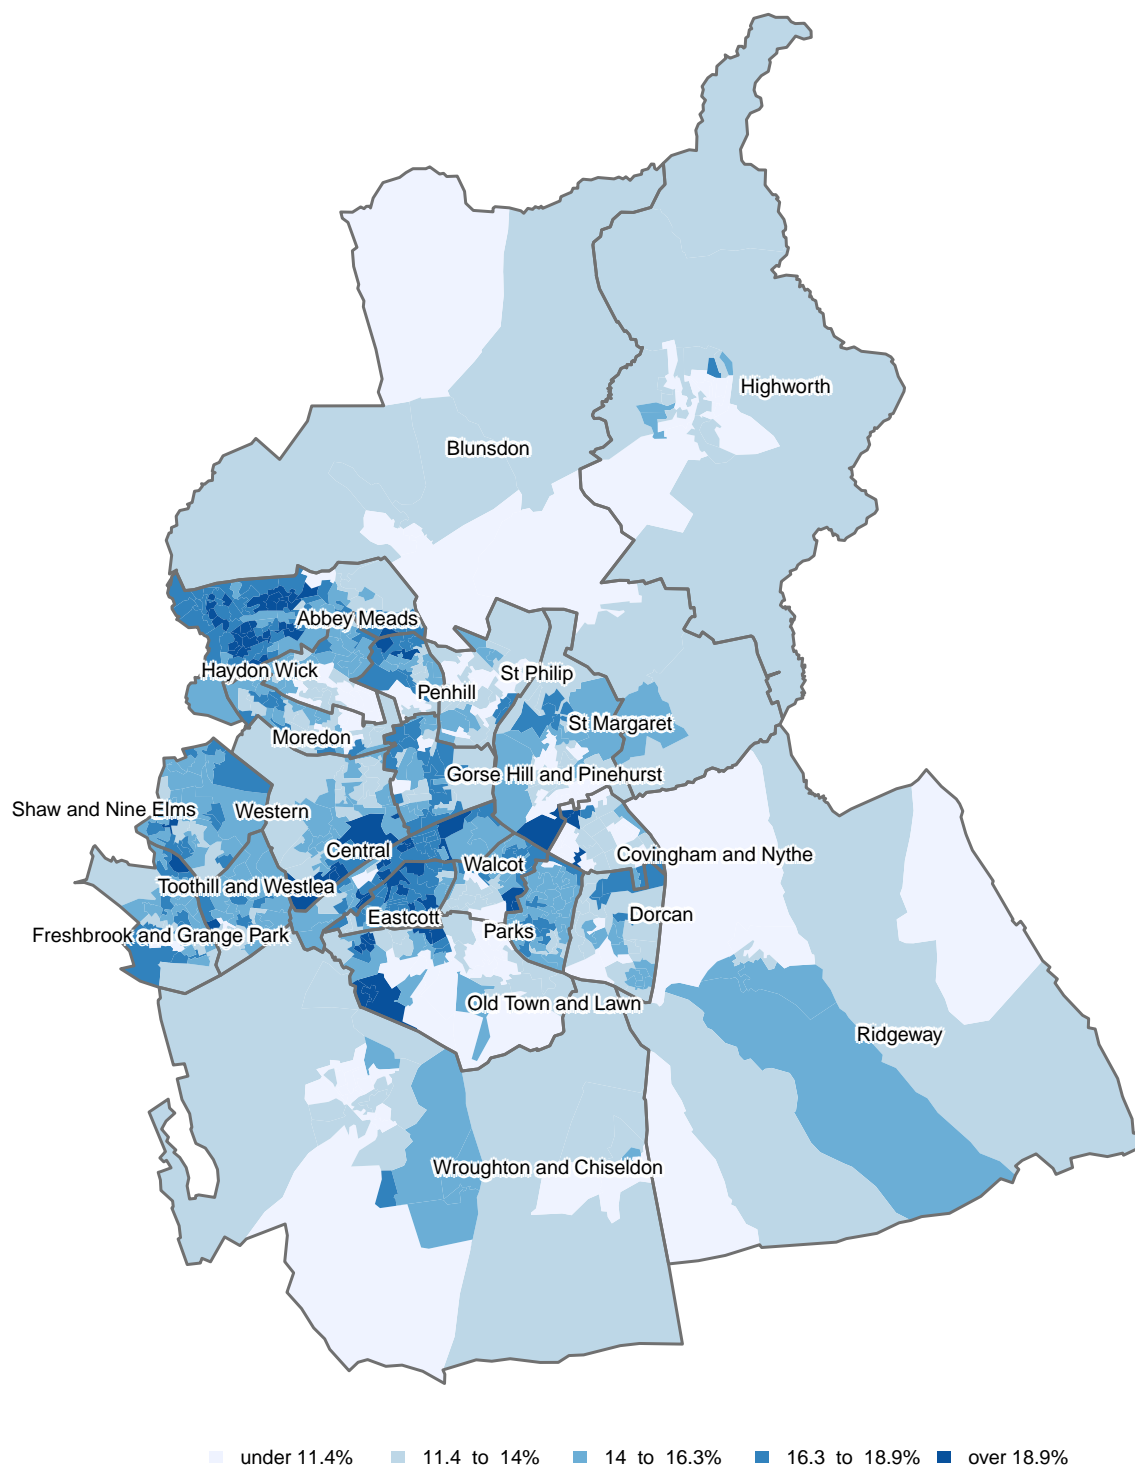 Highworth
Blunsdon
Abbey Meads
Haydon Wick
St Philip
Penhill
St Margaret
Moredon
Gorse Hill and Pinehurst
Shaw and Nine Elms
Western
Central
Covingham and Nythe
Walcot
Toothill and Westlea
Eastcott
Dorcan
Parks
Freshbrook and Grange Park
Old Town and Lawn
Ridgeway
Wroughton and Chiseldon
under 11.4% 11.4 to 14% 14 to 16.3% 16.3 to 18.9% over 18.9%